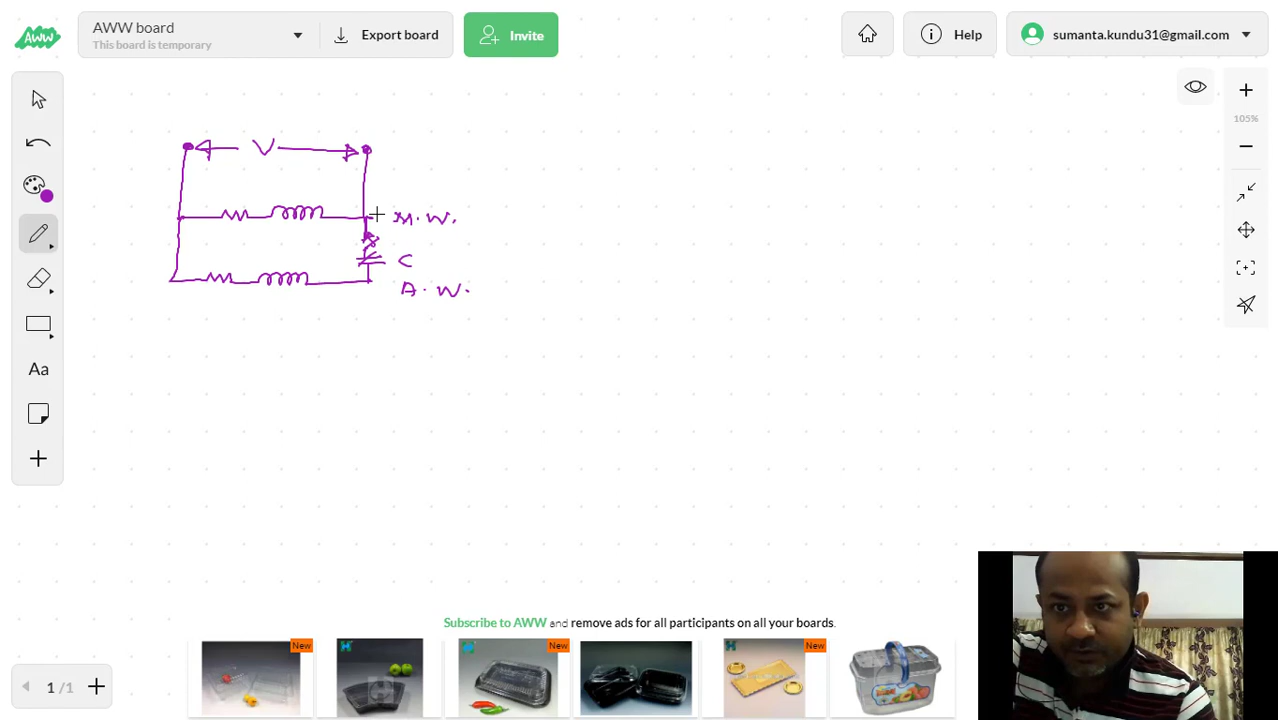 AWW
AWW board
This board is temporary
Export board
Invite
Help
sumanta.kundu31@gmail.com
105%
V
M.W.
C
A.W.
Aa
Subscribe to AWW and remove ads for all participants on all your boards.
New
New
New
1 /1